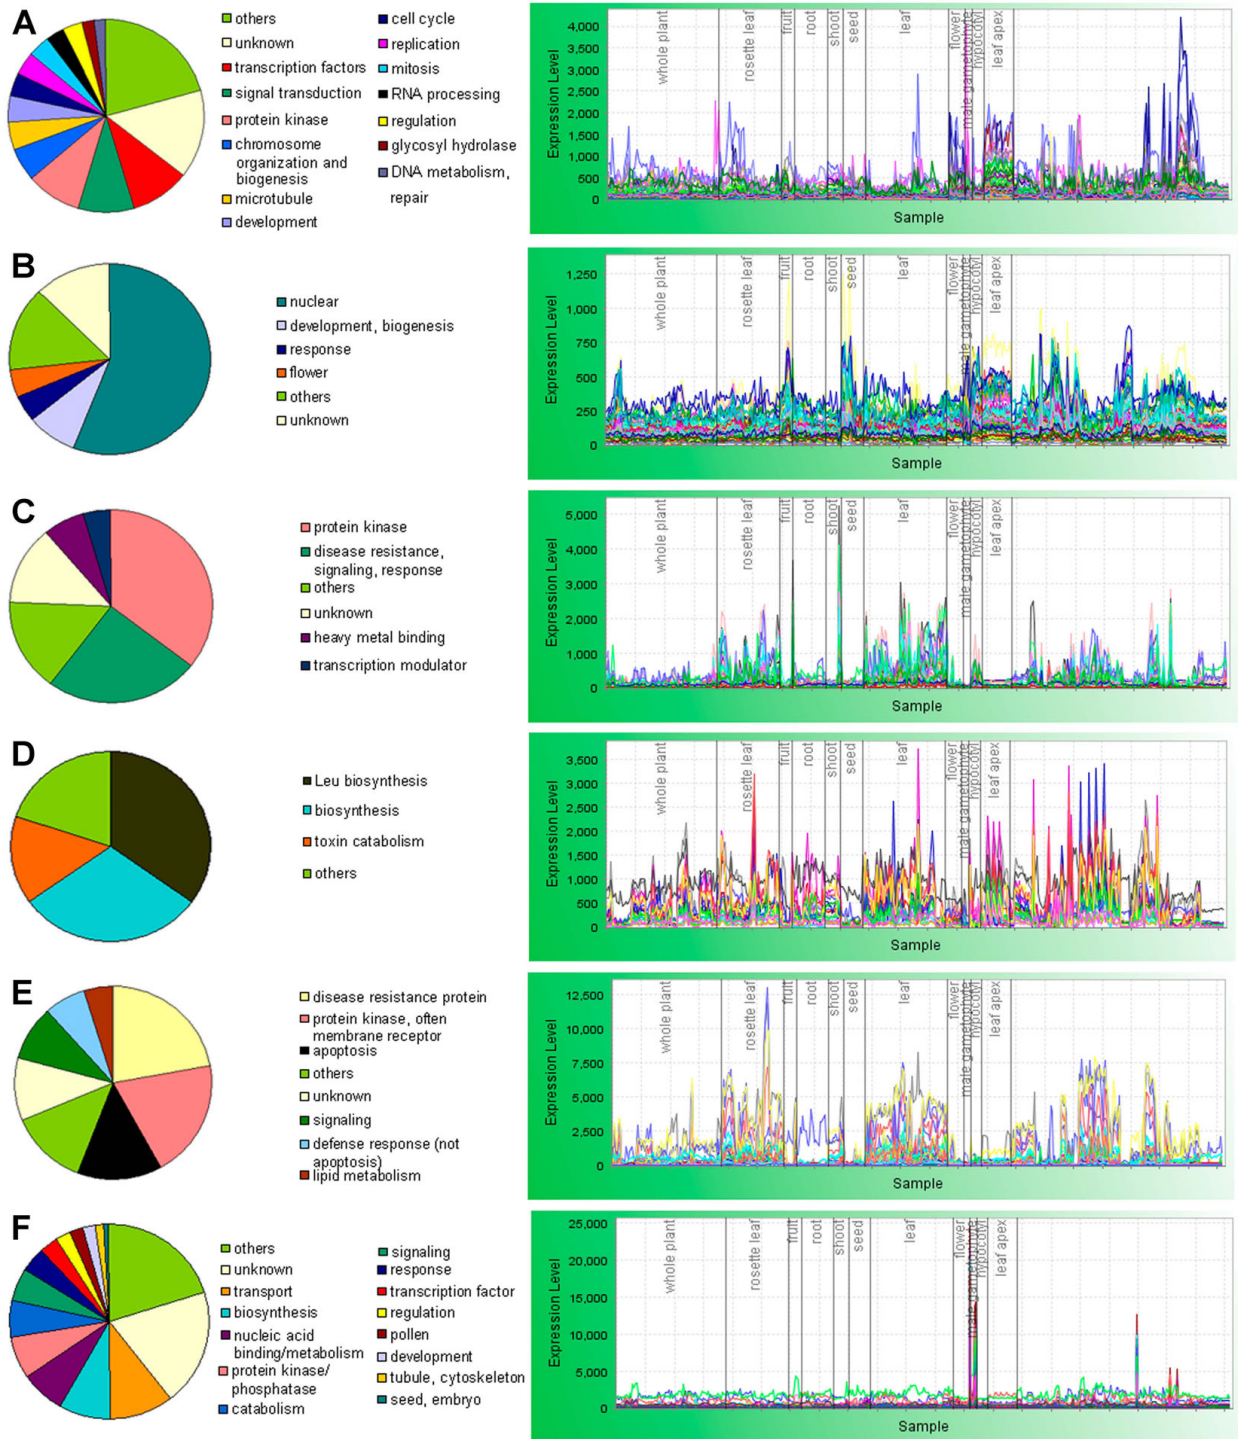 A
others
unknown
transcription factors
signal transduction
protein kinase
chromosome
organization and
biogenesis
microtubule
development
cell cycle
replication
mitosis
RNA processing
regulation
glycosyl hydrolase
DNA metabolism,
repair
Expression Level
4,000
3,500
3,000
2,500
2,000
1,500
1,000
500
0
whole plant
rosette leaf
fruit
root
shoot
seed
leaf
flower
male gametophyte
hypocotyl
leaf apex
Sample
B
nuclear
development, biogenesis
response
flower
others
unknown
Expression Level
1,250
1,000
750
500
250
0
whole plant
rosette leaf
fruit
root
shoot
seed
leaf
flower
male gametophyte
hypocotyl
leaf apex
Sample
C
protein kinase
disease resistance,
signaling, response
others
unknown
heavy metal binding
transcription modulator
Expression Level
5,000
4,000
3,000
2,000
1,000
0
whole plant
rosette leaf
fruit
root
shoot
seed
leaf
flower
male gametophyte
hypocotyl
leaf apex
Sample
D
Leu biosynthesis
biosynthesis
toxin catabolism
others
Expression Level
3,500
3,000
2,500
2,000
1,500
1,000
500
0
whole plant
rosette leaf
fruit
root
shoot
seed
leaf
flower
male gametophyte
hypocotyl
leaf apex
Sample
E
disease resistance protein
protein kinase, often
membrane receptor
apoptosis
others
unknown
signaling
defense response (not
apoptosis)
lipid metabolism
Expression Level
12,500
10,000
7,500
5,000
2,500
0
whole plant
rosette leaf
fruit
root
shoot
seed
leaf
flower
male gametophyte
hypocotyl
leaf apex
Sample
F
others
unknown
transport
biosynthesis
nucleic acid
binding/metabolism
protein kinase/
phosphatase
catabolism
signaling
response
transcription factor
regulation
pollen
development
tubule, cytoskeleton
seed, embryo
Expression Level
25,000
20,000
15,000
10,000
5,000
0
whole plant
rosette leaf
fruit
root
shoot
seed
leaf
flower
male gametophyte
hypocotyl
leaf apex
Sample